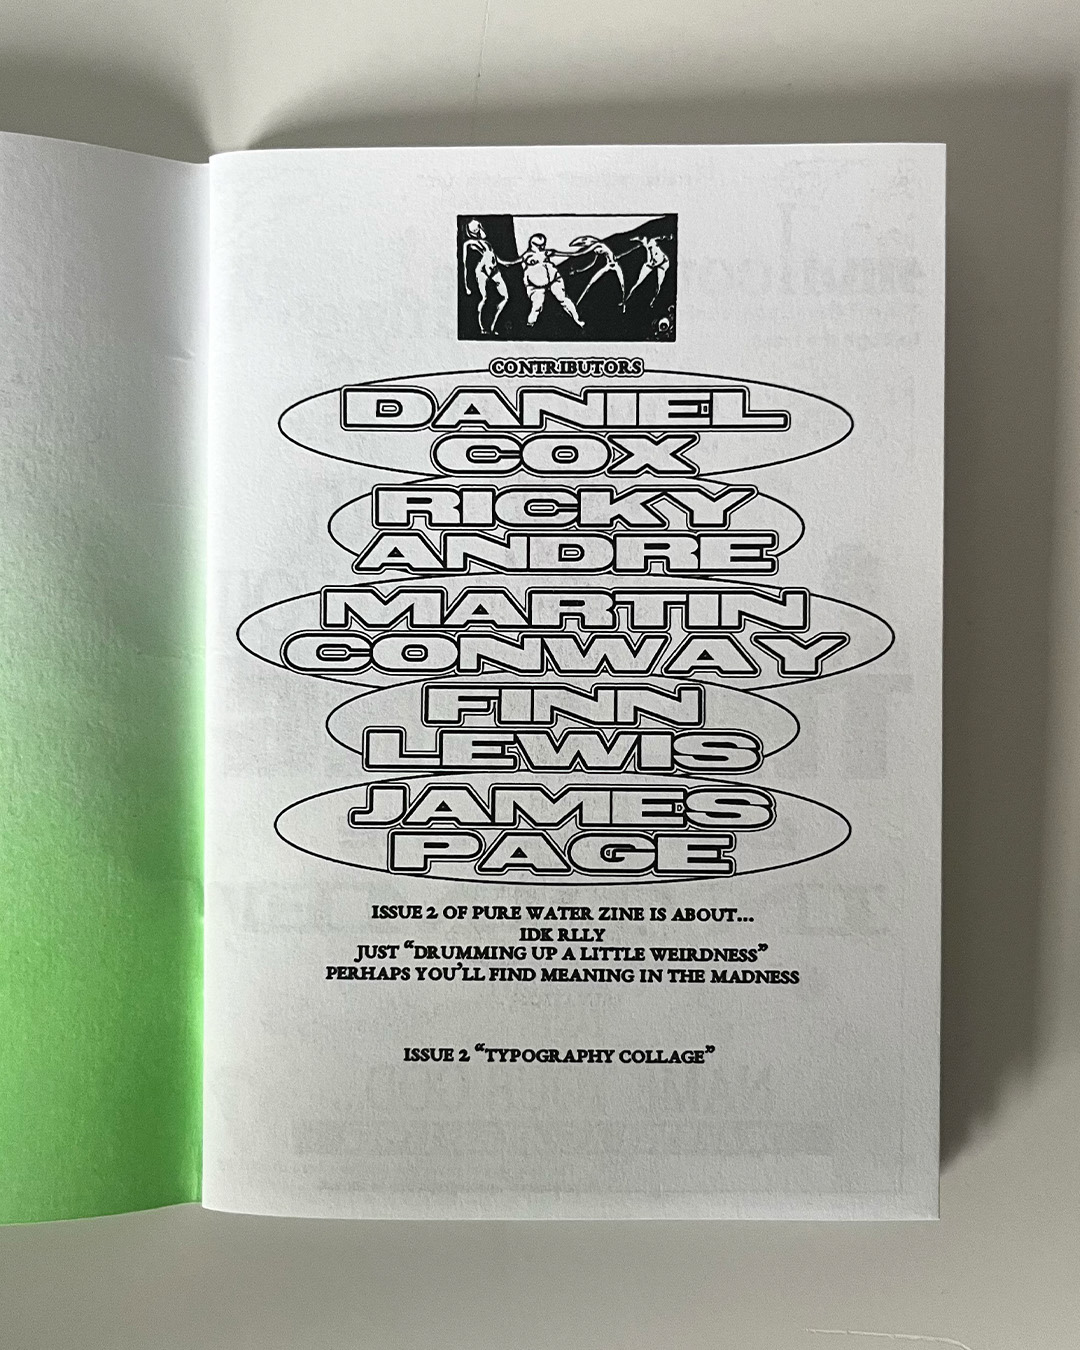 CONTRIBUTORS
DANIEL
COX
RICKY
ANDRE
MARTIN
CONWAY
FINN
LEWIS
JAMES
PAGE
ISSUE 2 OF PURE WATER ZINE IS ABOUT...
IDK RLLY
JUST “DRUMMING UP A LITTLE WEIRDNESS”
PERHAPS YOU’LL FIND MEANING IN THE MADNESS
ISSUE 2 “TYPOGRAPHY COLLAGE”